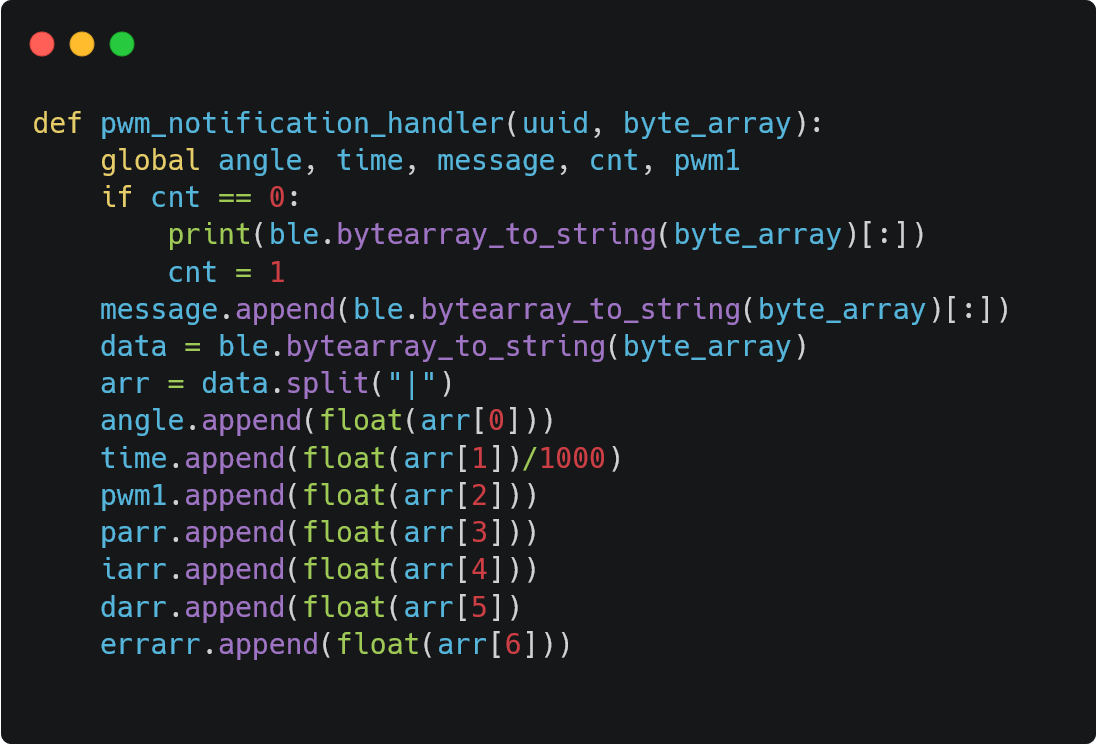 def pwm_notification_handler(uuid, byte_array):
    global angle, time, message, cnt, pwm1
    if cnt == 0:
        print(ble.bytearray_to_string(byte_array)[:])
        cnt = 1
    message.append(ble.bytearray_to_string(byte_array)[:])
    data = ble.bytearray_to_string(byte_array)
    arr = data.split("|")
    angle.append(float(arr[0]))
    time.append(float(arr[1])/1000)
    pwm1.append(float(arr[2]))
    parr.append(float(arr[3]))
    iarr.append(float(arr[4]))
    darr.append(float(arr[5])
    errarr.append(float(arr[6]))